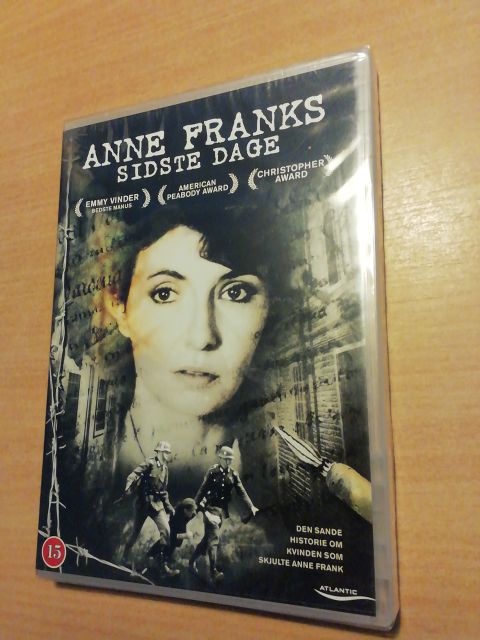 ANNE FRANKS
SIDSTE DAGE
EMMY VINDER
BEDSTE MANUS
AMERICAN
PEABODY AWARD
CHRISTOPHER
AWARD
DEN SANDE
HISTORIE OM
KVINDEN SOM
SKJULTE ANNE FRANK
15
ATLANTIC